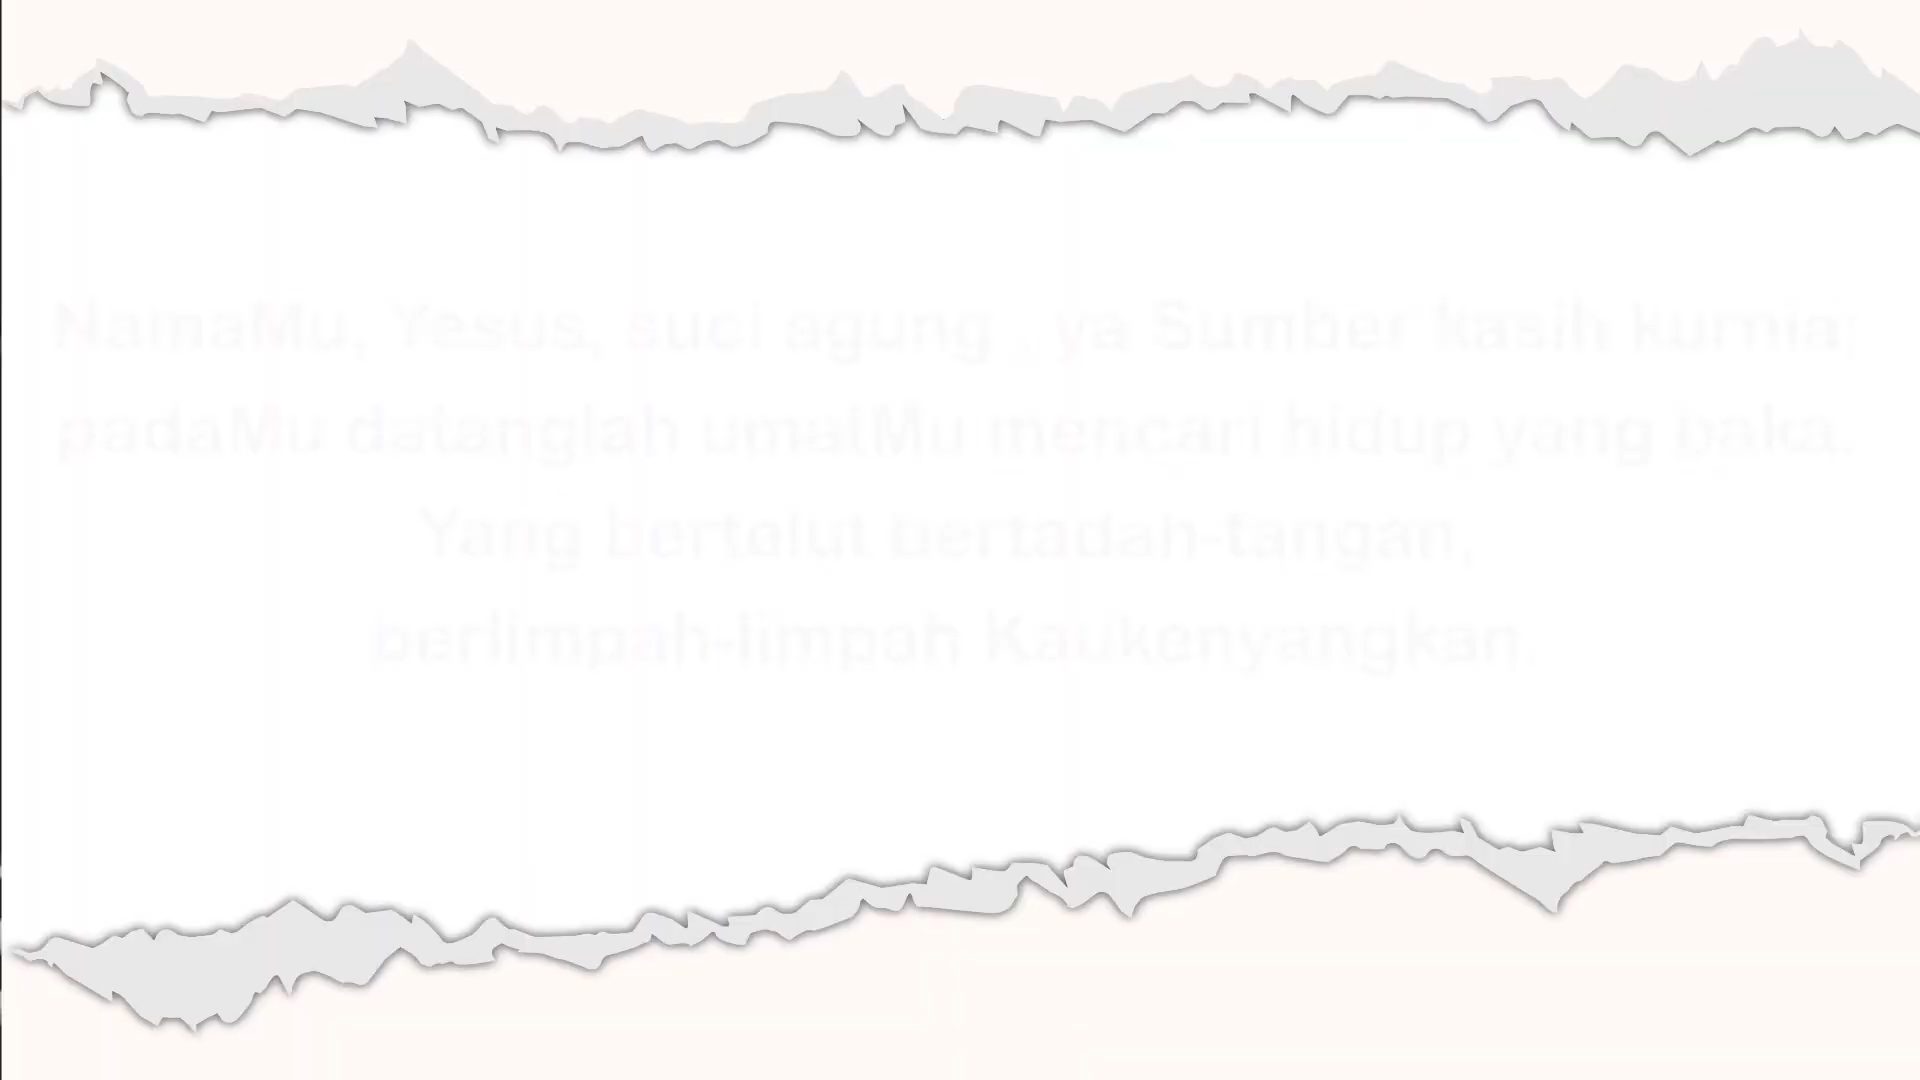 NamaMu, Yesus, suci agung , ya Sumber kasih kurnia;
padaMu datanglah umatMu mencari hidup yang baka.
Yang bertelut bertadah-tangan,
berlimpah-limpah Kaukenyangkan.